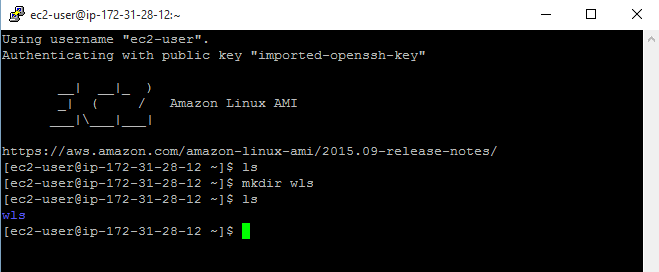 ec2-user@ip-172-31-28-12:~
Using username "ec2-user".
Authenticating with public key "imported-openssh-key"
       __|  __|_  )
       _|  (     /   Amazon Linux AMI
      ___|\___|___|
https://aws.amazon.com/amazon-linux-ami/2015.09-release-notes/
[ec2-user@ip-172-31-28-12 ~]$ ls
[ec2-user@ip-172-31-28-12 ~]$ mkdir wls
[ec2-user@ip-172-31-28-12 ~]$ ls
wls
[ec2-user@ip-172-31-28-12 ~]$